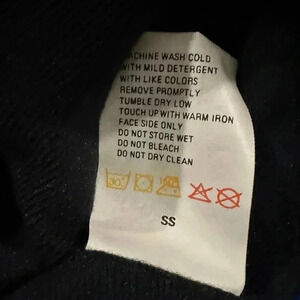 MACHINE WASH COLD
WITH MILD DETERGENT
WITH LIKE COLORS
REMOVE PROMPTLY
TUMBLE DRY LOW
TOUCH UP WITH WARM IRON
FACE SIDE ONLY
DO NOT STORE WET
DO NOT BLEACH
DO NOT DRY CLEAN
30°
SS